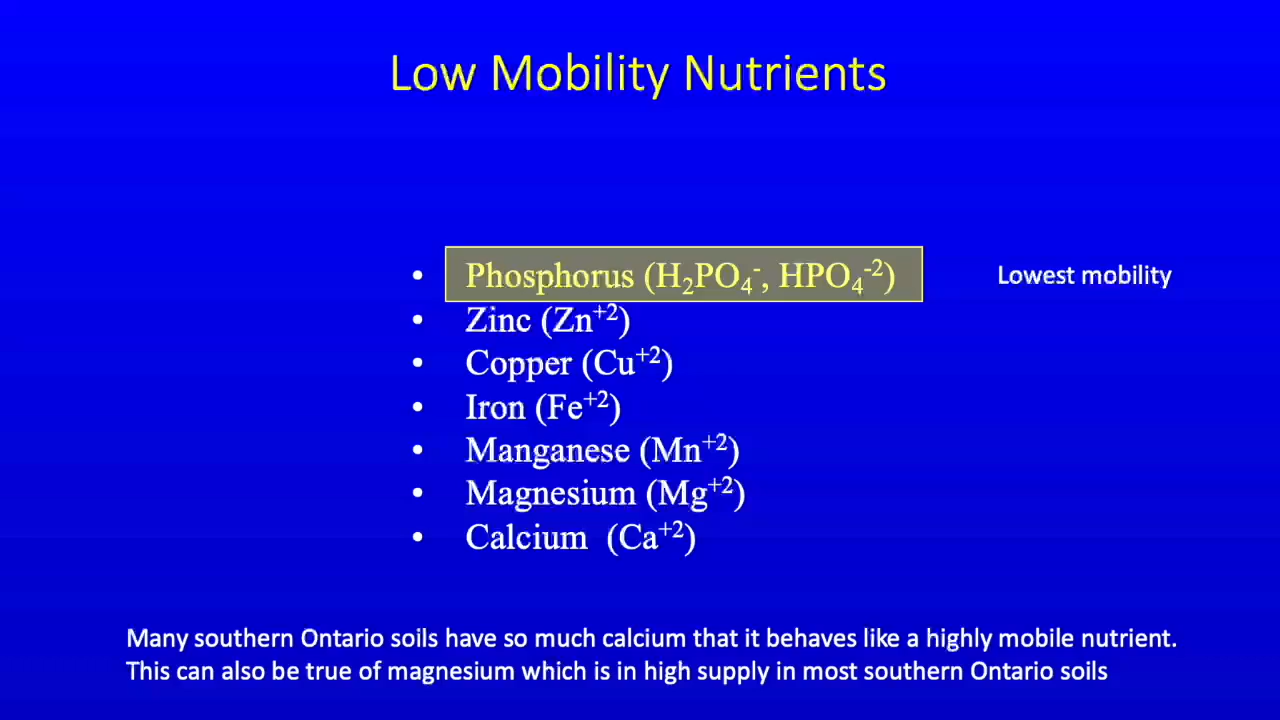 Low Mobility Nutrients
• Phosphorus (H₂PO₄⁻, HPO₄⁻²) Lowest mobility
• Zinc (Zn⁺²)
• Copper (Cu⁺²)
• Iron (Fe⁺²)
• Manganese (Mn⁺²)
• Magnesium (Mg⁺²)
• Calcium (Ca⁺²)
Many southern Ontario soils have so much calcium that it behaves like a highly mobile nutrient.
This can also be true of magnesium which is in high supply in most southern Ontario soils